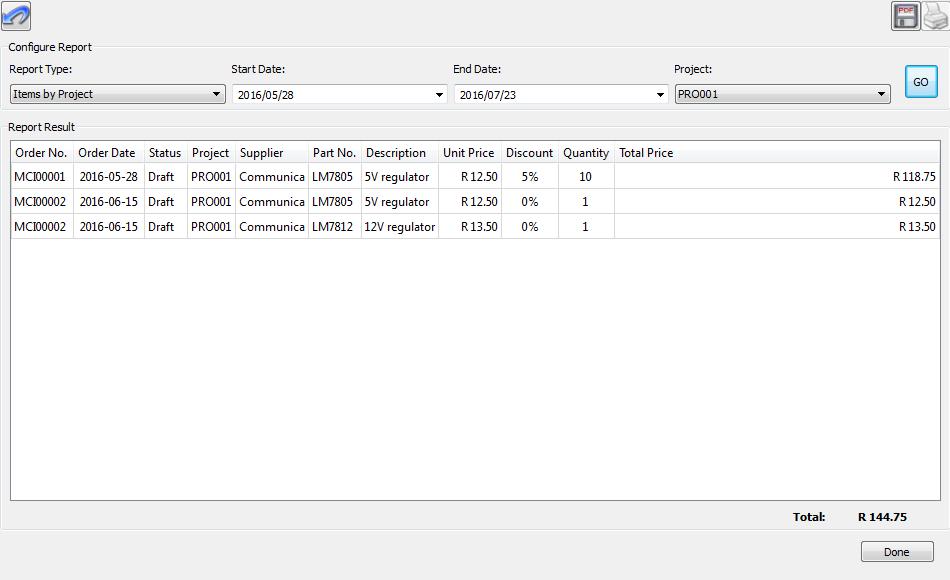 PDF
Configure Report
Report Type: Start Date: End Date: Project:
Items by Project 2016/05/28 2016/07/23 PRO001 GO
Report Result
Order No. Order Date Status Project Supplier Part No. Description Unit Price Discount Quantity Total Price
MCI00001 2016-05-28 Draft PRO001 Communica LM7805 5V regulator R 12.50 5% 10 R 118.75
MCI00002 2016-06-15 Draft PRO001 Communica LM7805 5V regulator R 12.50 0% 1 R 12.50
MCI00002 2016-06-15 Draft PRO001 Communica LM7812 12V regulator R 13.50 0% 1 R 13.50
Total: R 144.75
Done